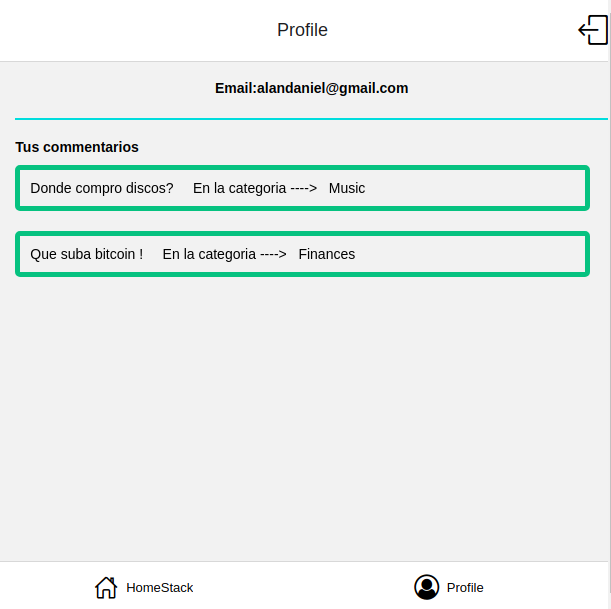 Profile
Email:alandaniel@gmail.com
Tus commentarios
Donde compro discos? En la categoria ----> Music
Que suba bitcoin ! En la categoria ----> Finances
HomeStack
Profile